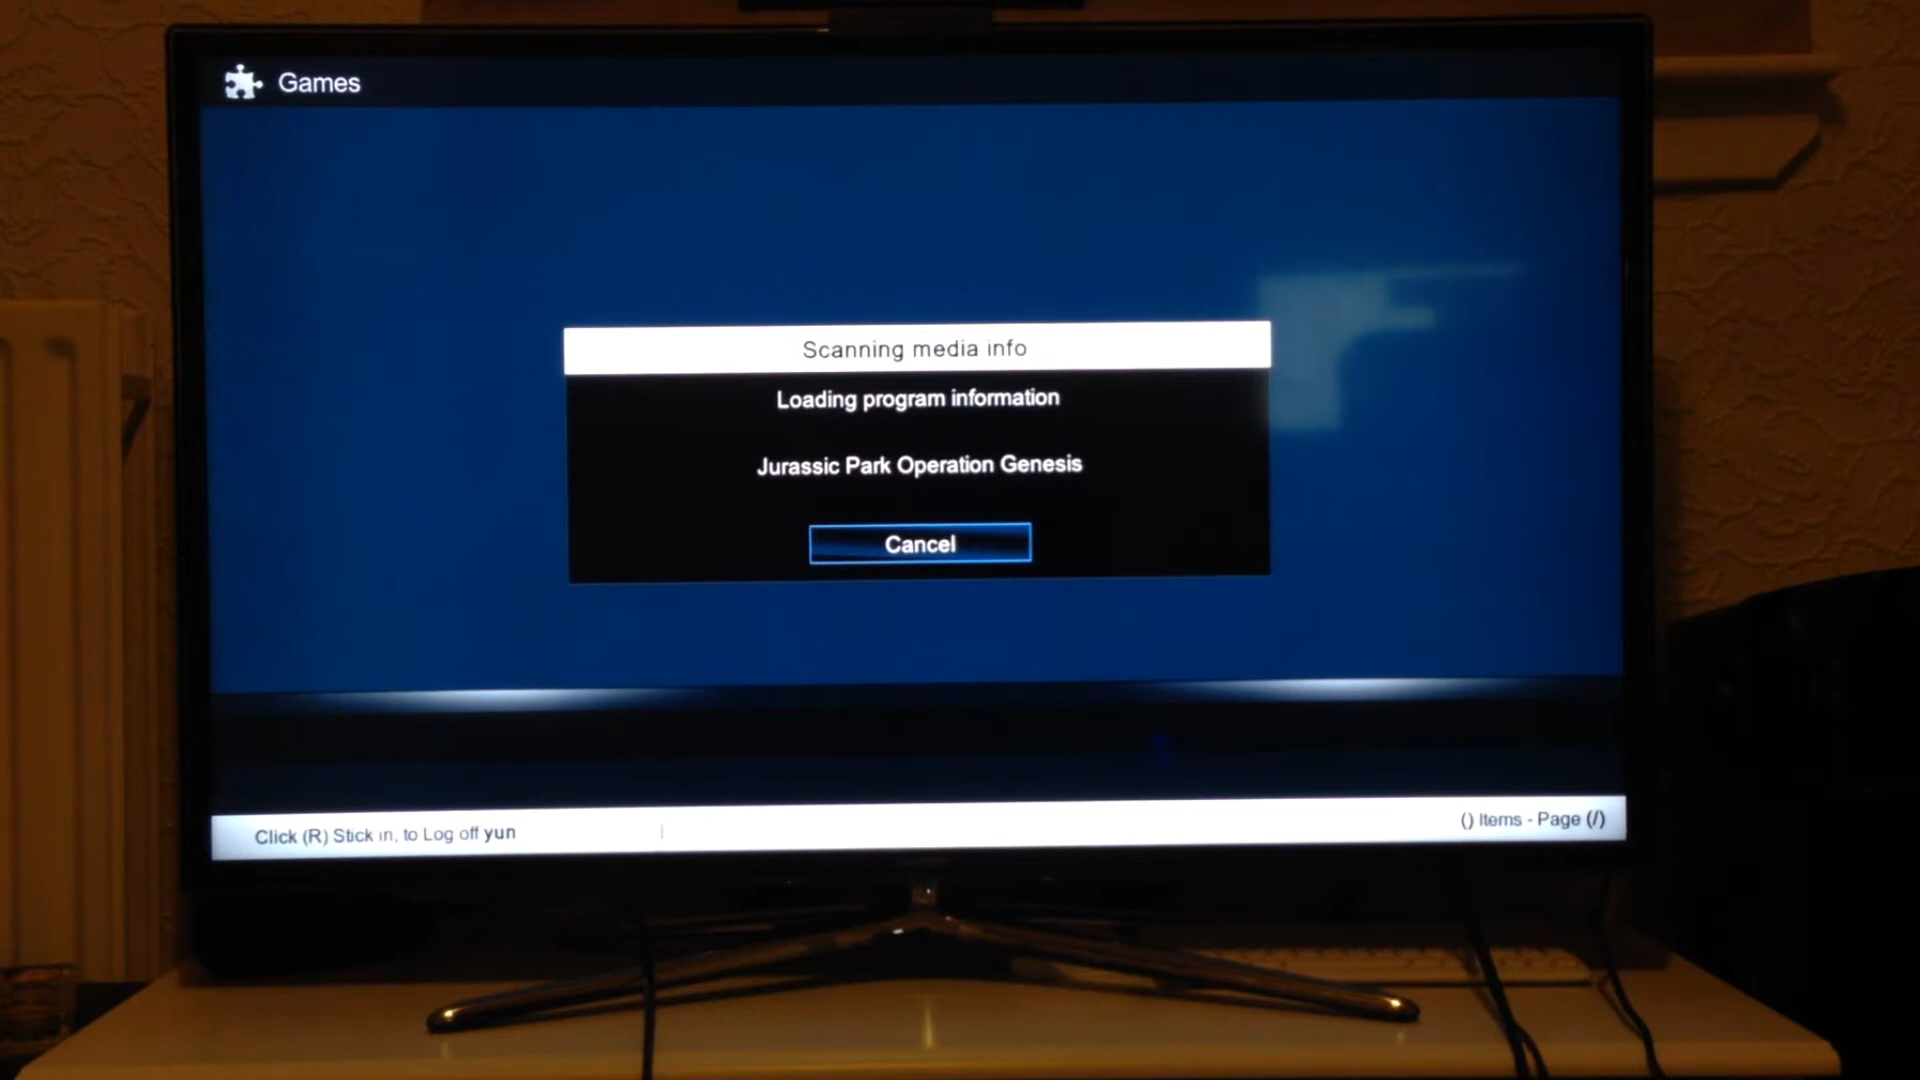 Games
Scanning media info
Loading program information
Jurassic Park Operation Genesis
Cancel
Click (R) Stick in, to Log off yun
() Items - Page (/)